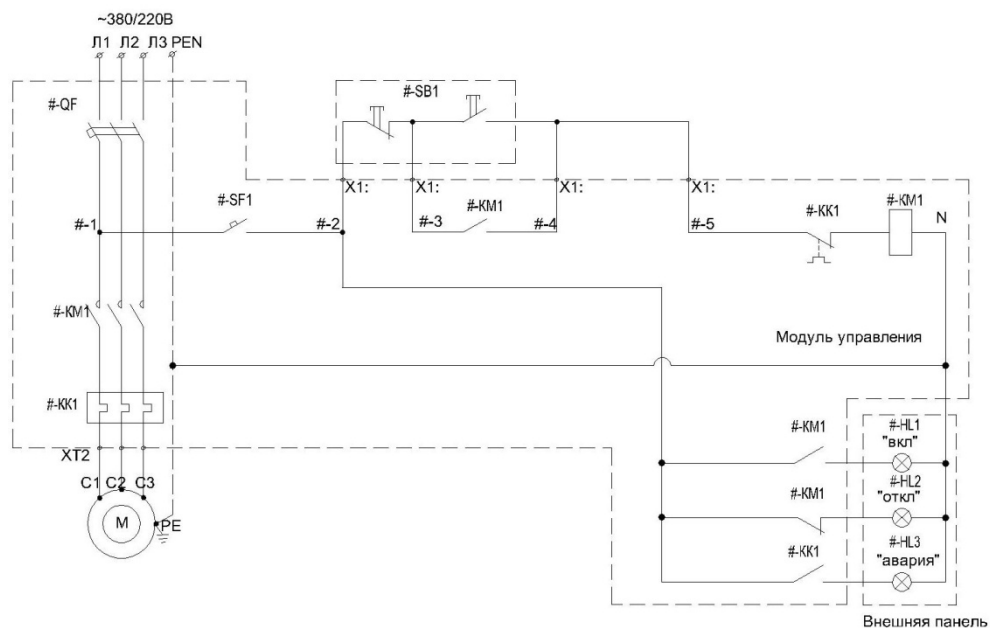 ~380/220В
Л1 Л2 Л3 PEN
#-QF
#-SB1
X1: X1: X1: X1:
#-SF1
#-KM1
#-KK1
#-KM1
N
#-1
#-2
#-3
#-4
#-5
#-KM1
Модуль управления
#-KK1
XT2
C1 C2 C3
M
PE
#-KM1
#-HL1
"вкл"
#-KM1
#-HL2
"откл"
#-KK1
#-HL3
"авария"
Внешняя панель